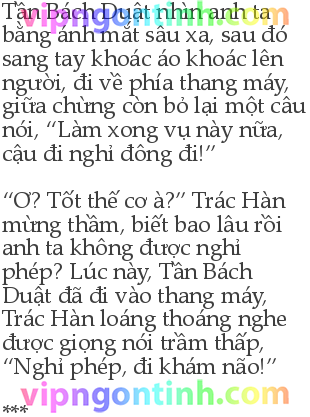 Tần Bách Duật nhìn anh ta
bằng ánh mắt sâu xa, sau đó
sang tay khoác áo khoác lên
người, đi về phía thang máy,
giữa chừng còn bỏ lại một câu
nói, “Làm xong vụ này nữa,
cậu đi nghỉ đông đi!”
“Ơ? Tốt thế cơ à?” Trác Hàn
mừng thầm, biết bao lâu rồi
anh ta không được nghỉ
phép? Lúc này, Tần Bách
Duật đã đi vào thang máy,
Trác Hàn loáng thoáng nghe
được giọng nói trầm thấp,
“Nghỉ phép, đi khám não!”
***
vipngontinh.com
vipngontinh.com